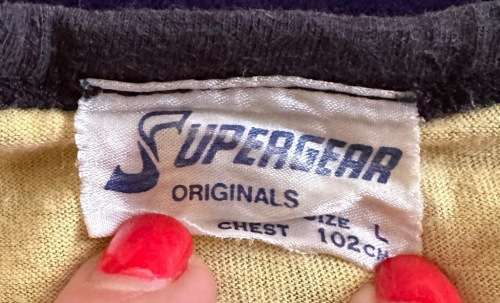 SUPERGEAR
ORIGINALS
SIZE L
CHEST 102CM